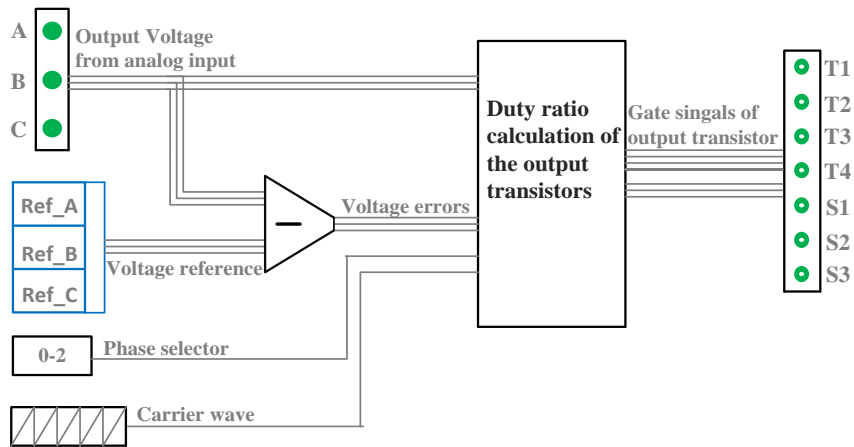 A
B
C
Output Voltage
from analog input
Ref_A
Ref_B
Ref_C
Voltage reference
Voltage errors
0-2
Phase selector
Carrier wave
Duty ratio
calculation of
the output
transistors
Gate singals of
output transistor
T1
T2
T3
T4
S1
S2
S3